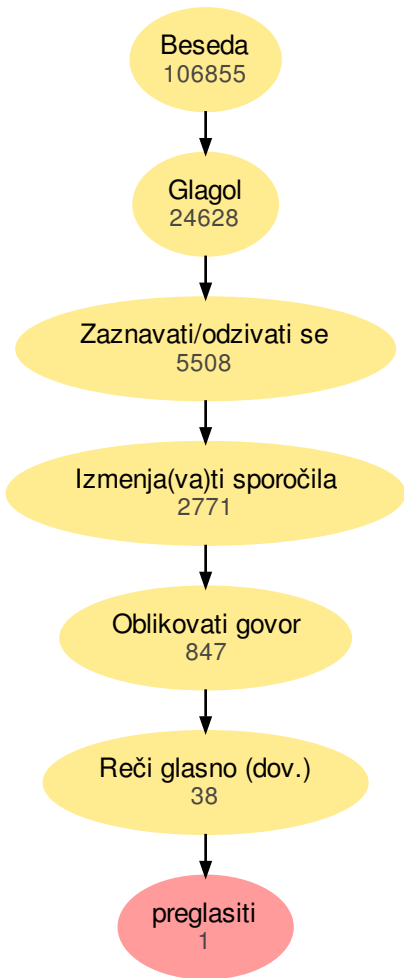 Beseda
106855
Glagol
24628
Zaznavati/odzivati se
5508
Izmenja(va)ti sporočila
2771
Oblikovati govor
847
Reči glasno (dov.)
38
preglasiti
1